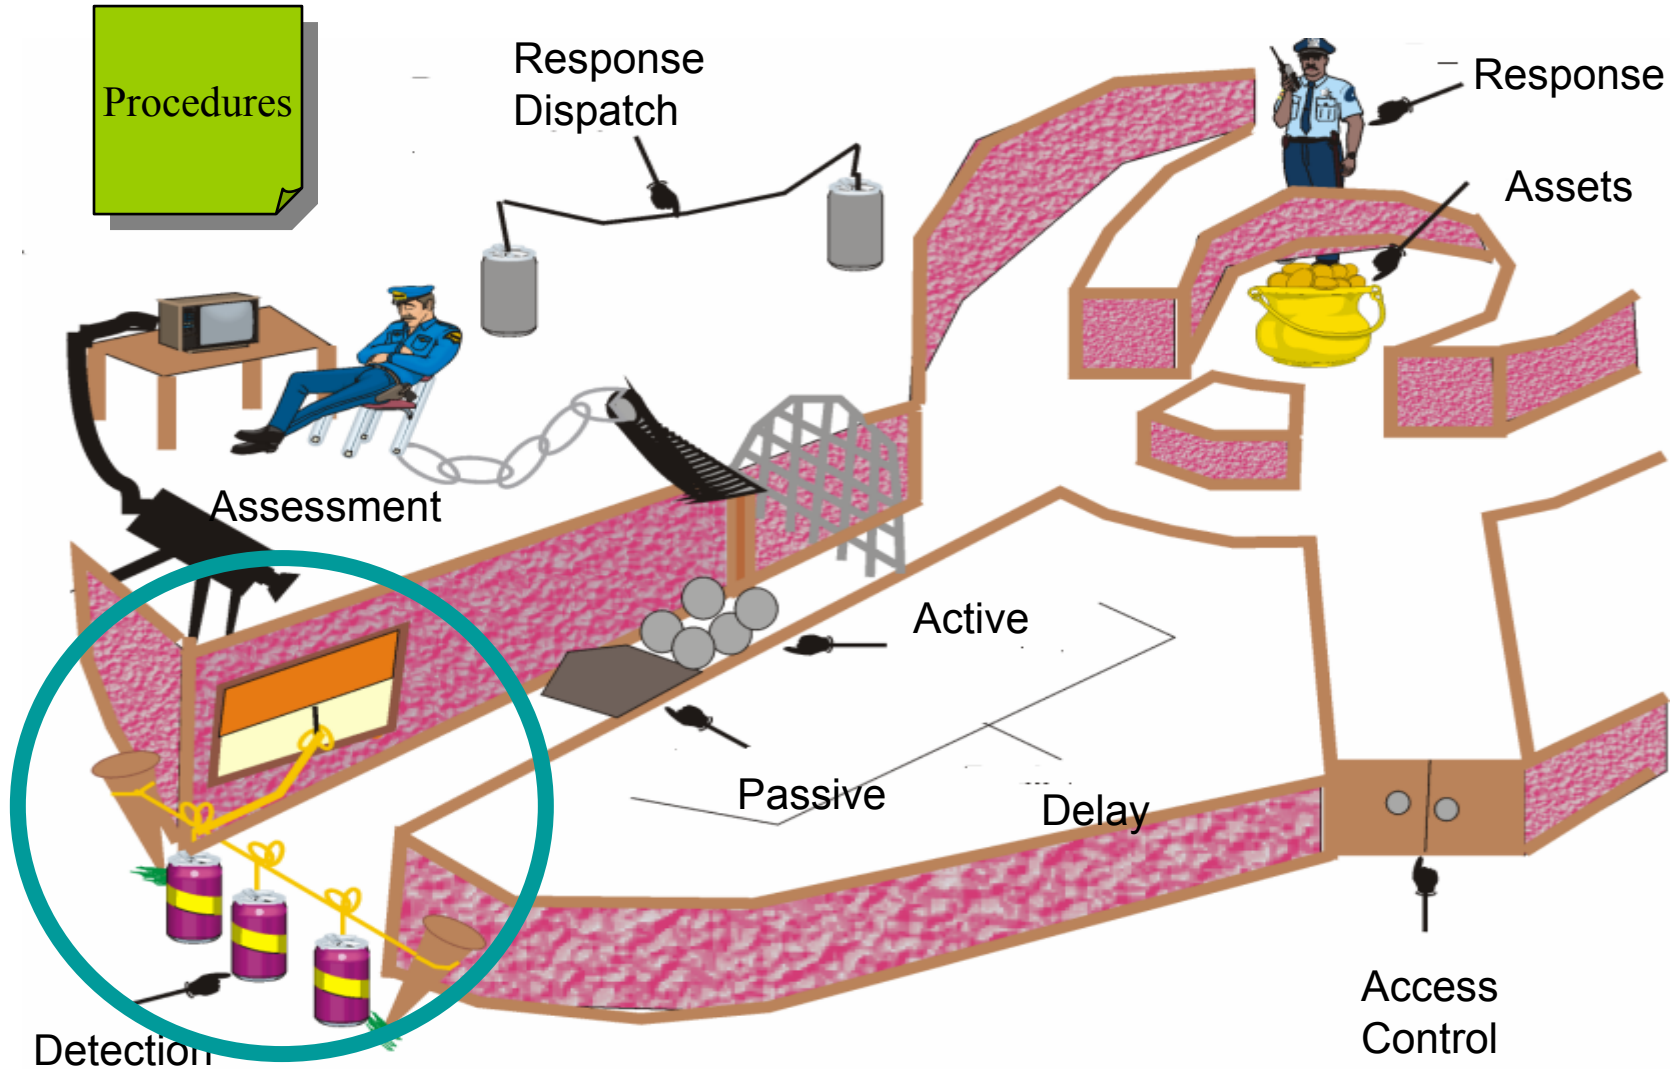 Procedures
Response
Dispatch
Response
Assets
Assessment
Active
Passive
Delay
Access
Control
Detection